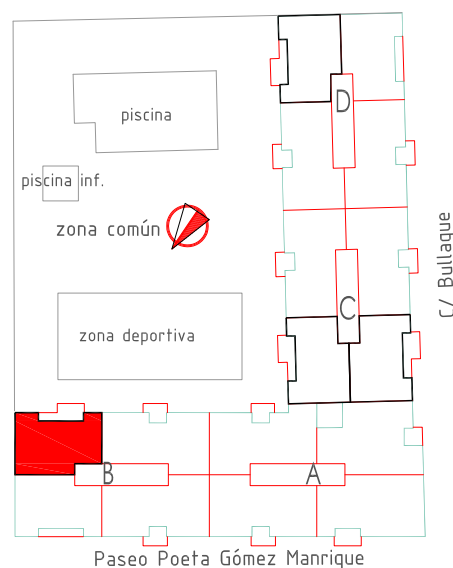 D
piscina
piscina inf.
zona común
C/ Bullaque
C
zona deportiva
B
A
Paseo Poeta Gómez Manrique